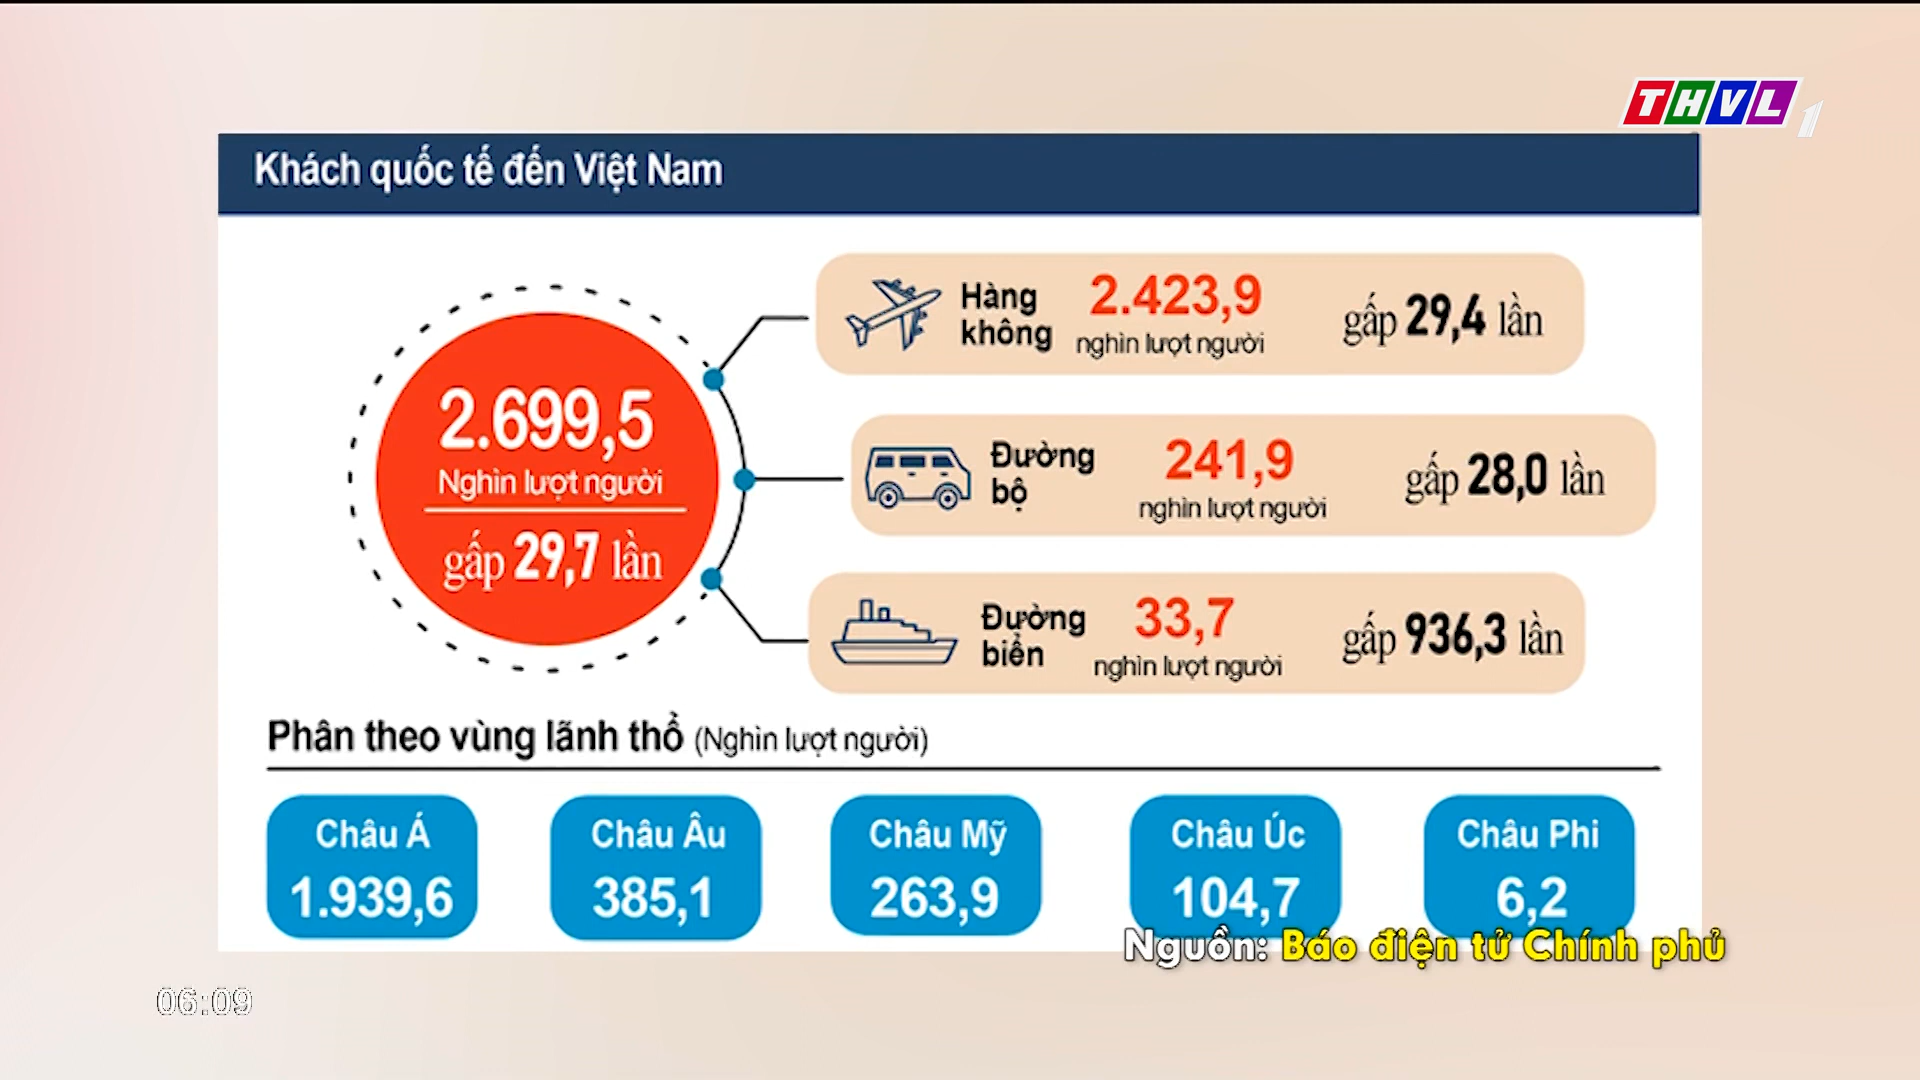 THVL 1
Khách quốc tế đến Việt Nam
2.699,5
Nghìn lượt người
gấp 29,7 lần
Hàng không
2.423,9
nghìn lượt người
gấp 29,4 lần
Đường bộ
241,9
nghìn lượt người
gấp 28,0 lần
Đường biển
33,7
nghìn lượt người
gấp 936,3 lần
Phân theo vùng lãnh thổ (Nghìn lượt người)
Châu Á
1.939,6
Châu Âu
385,1
Châu Mỹ
263,9
Châu Úc
104,7
Châu Phi
6,2
Nguồn: Báo điện tử Chính phủ
06:09